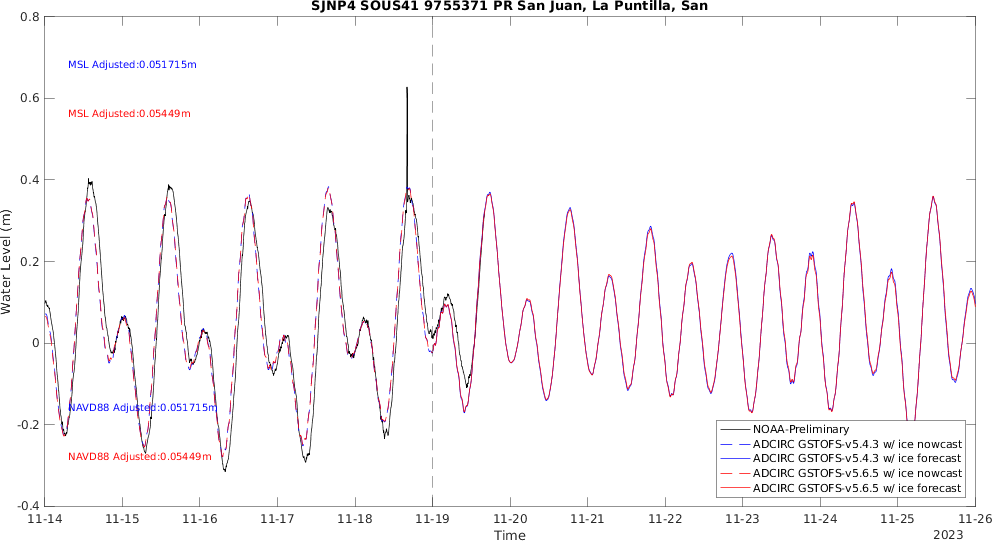 SJNP4 SOUS41 9755371 PR San Juan, La Puntilla, San
0.8
0.6
0.4
0.2
0
-0.2
-0.4
Water Level (m)
MSL Adjusted:0.051715m
MSL Adjusted:0.05449m
NAVD88 Adjusted:0.051715m
NAVD88 Adjusted:0.05449m
NOAA-Preliminary
ADCIRC GSTOFS-v5.4.3 w/ ice nowcast
ADCIRC GSTOFS-v5.4.3 w/ ice forecast
ADCIRC GSTOFS-v5.6.5 w/ ice nowcast
ADCIRC GSTOFS-v5.6.5 w/ ice forecast
11-14 11-15 11-16 11-17 11-18 11-19 11-20 11-21 11-22 11-23 11-24 11-25 11-26
Time
2023